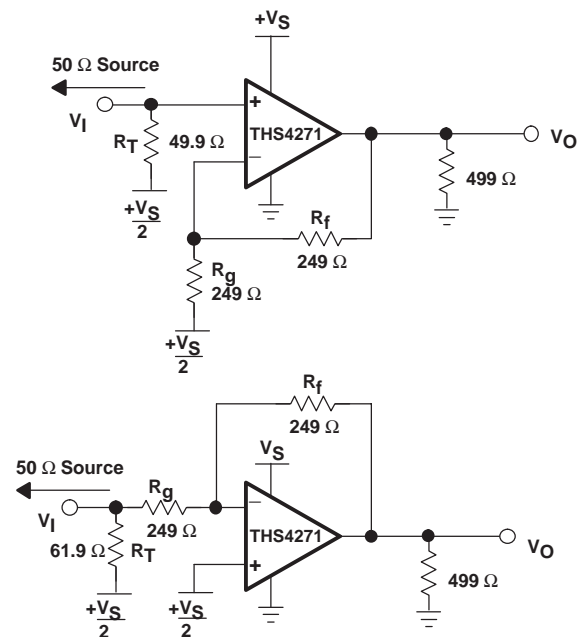 +VS
50 Ω Source
VI
+
THS4271
RT
49.9 Ω
−
VO
+VS
2
Rf
249 Ω
499 Ω
Rg
249 Ω
+VS
2
Rf
249 Ω
50 Ω Source
VS
Rg
VI
249 Ω
−
THS4271
VO
61.9 Ω
RT
+
499 Ω
+VS
2
+VS
2